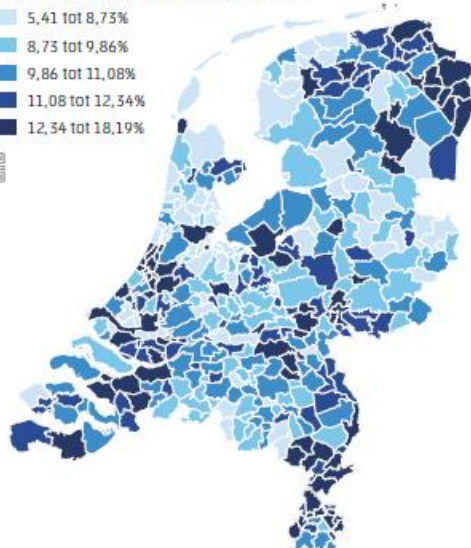 5,41 tot 8,73%
8,73 tot 9,86%
9,86 tot 11,08%
11,08 tot 12,34%
12,34 tot 18,19%